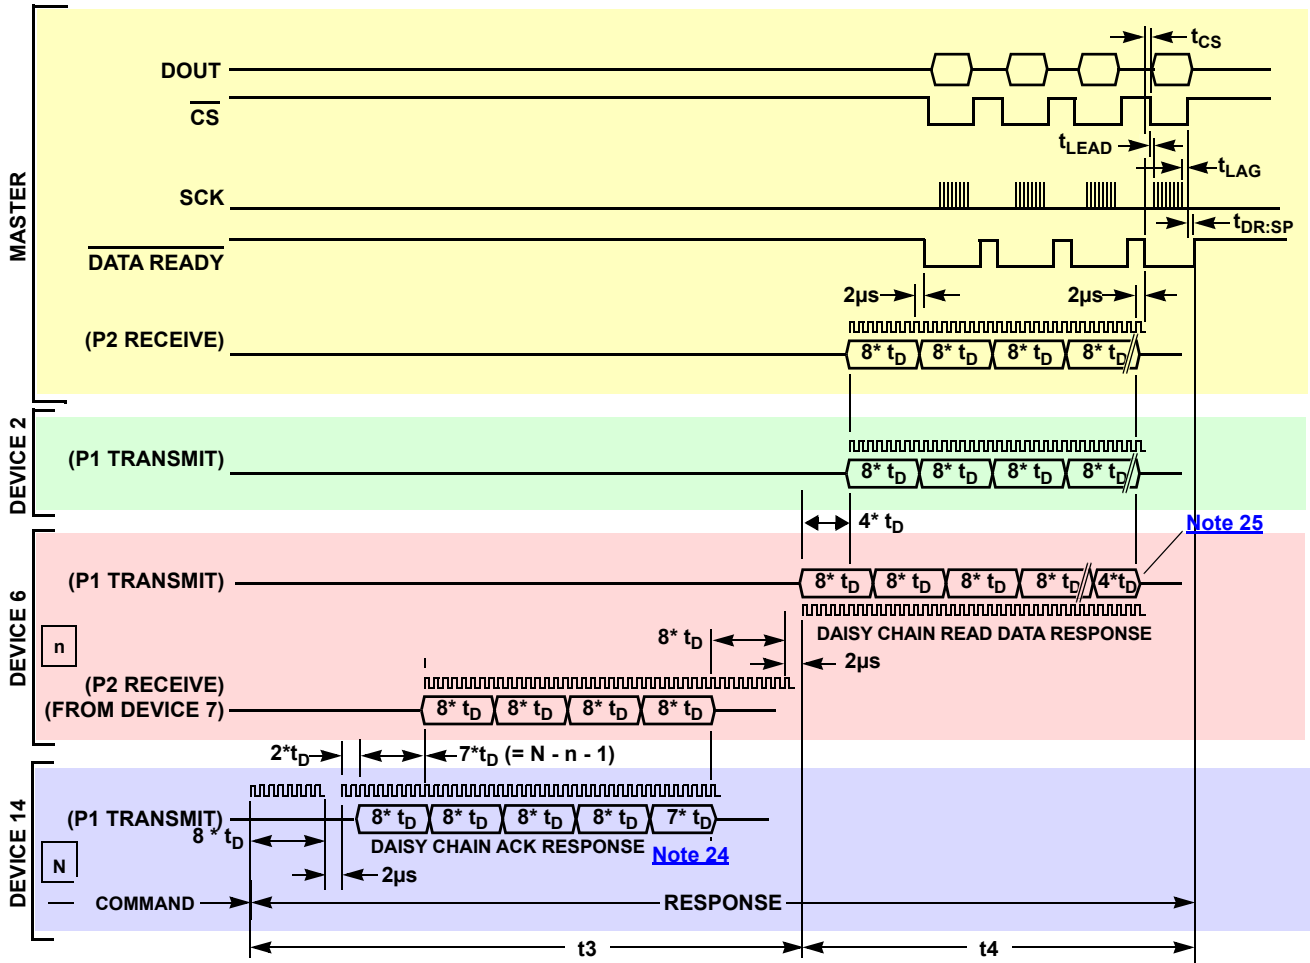 MASTER
DOUT
tCS
CS
tLEAD
tLAG
SCK
tDR:SP
DATA READY
2µs
2µs
(P2 RECEIVE)
8* tD 8* tD 8* tD 8* tD
DEVICE 2
(P1 TRANSMIT)
8* tD 8* tD 8* tD 8* tD
4* tD
Note 25
DEVICE 6
(P1 TRANSMIT)
8* tD 8* tD 8* tD 8* tD 4*tD
DAISY CHAIN READ DATA RESPONSE
n
8* tD
2µs
(P2 RECEIVE)
(FROM DEVICE 7)
8* tD 8* tD 8* tD 8* tD
2*tD
7*tD (= N - n - 1)
DEVICE 14
(P1 TRANSMIT)
8* tD 8* tD 8* tD 8* tD 7* tD
8 * tD
DAISY CHAIN ACK RESPONSE
Note 24
N
2µs
COMMAND
RESPONSE
t3
t4